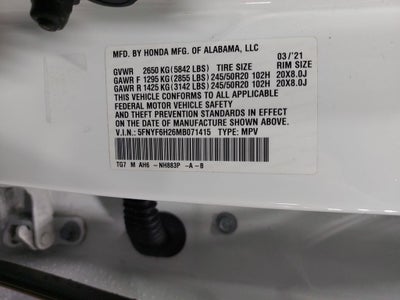 MFD. BY HONDA MFG. OF ALABAMA, LLC 03/'21
GVWR 2650 KG(5842 LBS) TIRE SIZE RIM SIZE
GAWR F 1295 KG(2855 LBS)245/50R20 102H 20X8.0J
GAWR R 1425 KG(3142 LBS)245/50R20 102H 20X8.0J
THIS VEHICLE CONFORMS TO ALL APPLICABLE
FEDERAL MOTOR VEHICLE SAFETY
AND THEFT PREVENTION STANDARDS IN EFFECT
ON THE DATE OF MANUFACTURE SHOWN
ABOVE.
V.I.N.: 5FNYF6H26MB071415 TYPE: MPV
TG7 M AH6 -NH883P -A -B